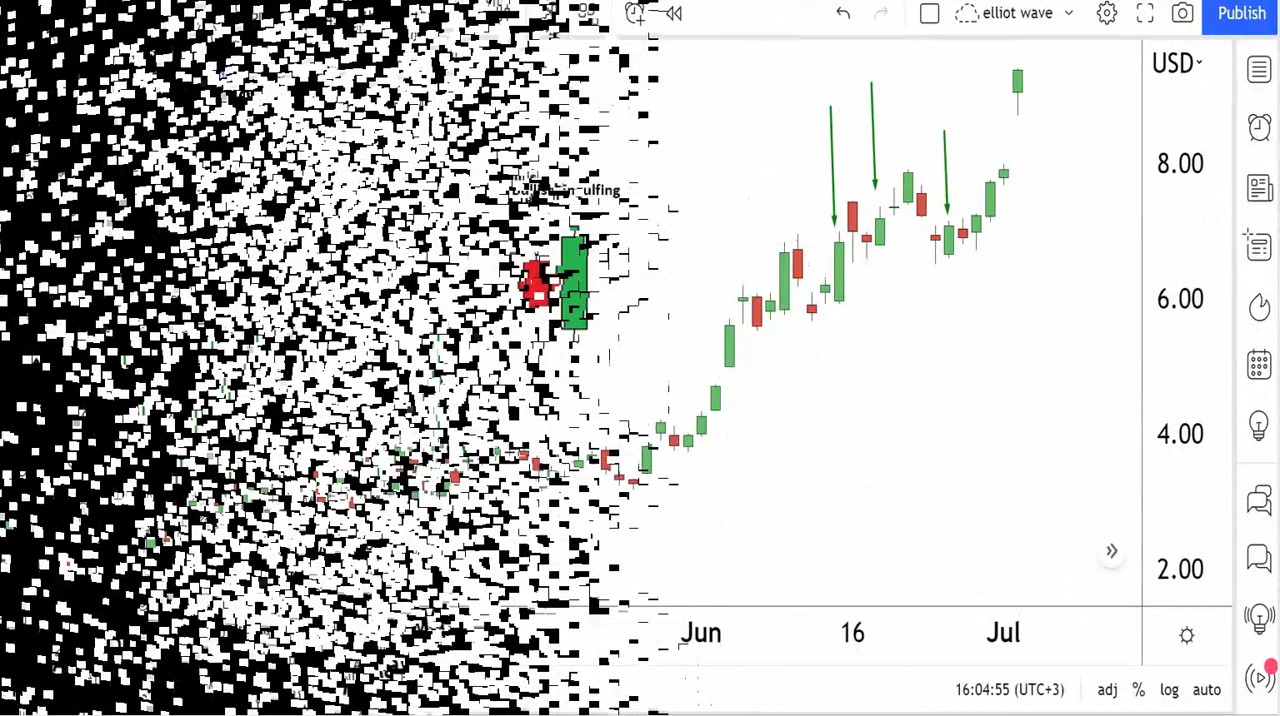 elliot wave
Publish
USD
8.00
6.00
4.00
2.00
Jun 16 Jul
16:04:55 (UTC+3) adj % log auto